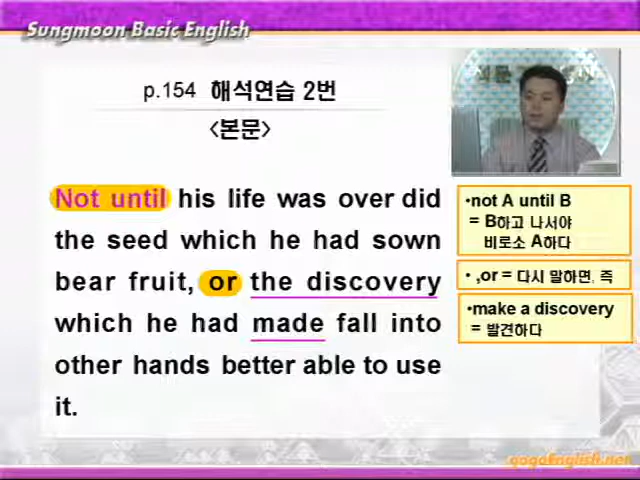 Sungmoon Basic English
p.154 해석연습 2번
<본문>
Not until his life was over did
the seed which he had sown
bear fruit, or the discovery
which he had made fall into
other hands better able to use
it.
•not A until B
= B하고 나서야
비로소 A하다
• ,or = 다시 말하면, 즉
•make a discovery
= 발견하다
gogoEnglish.net